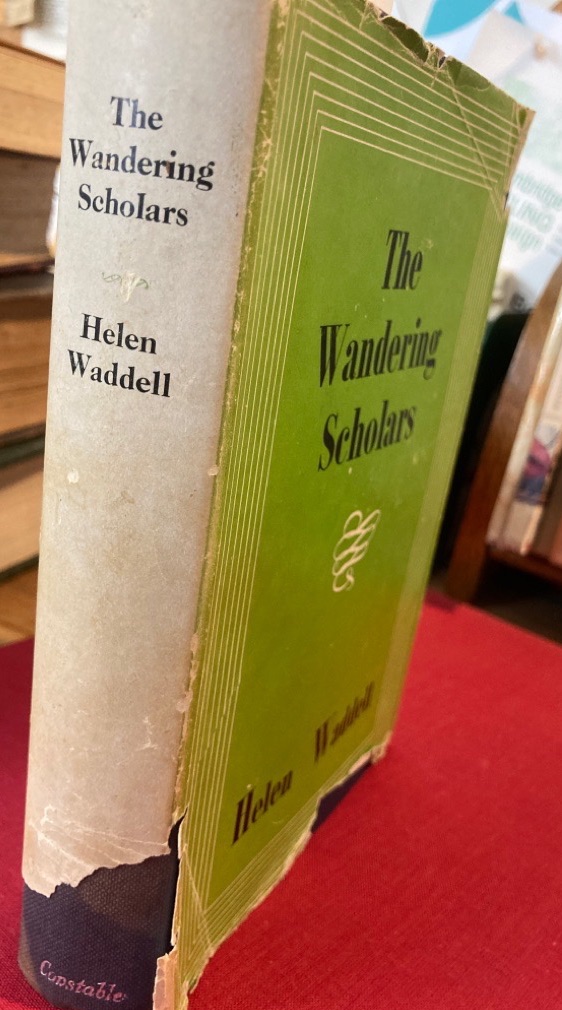 The
Wandering
Scholars
Helen
Waddell
Constable
The
Wandering
Scholars
Helen Waddell